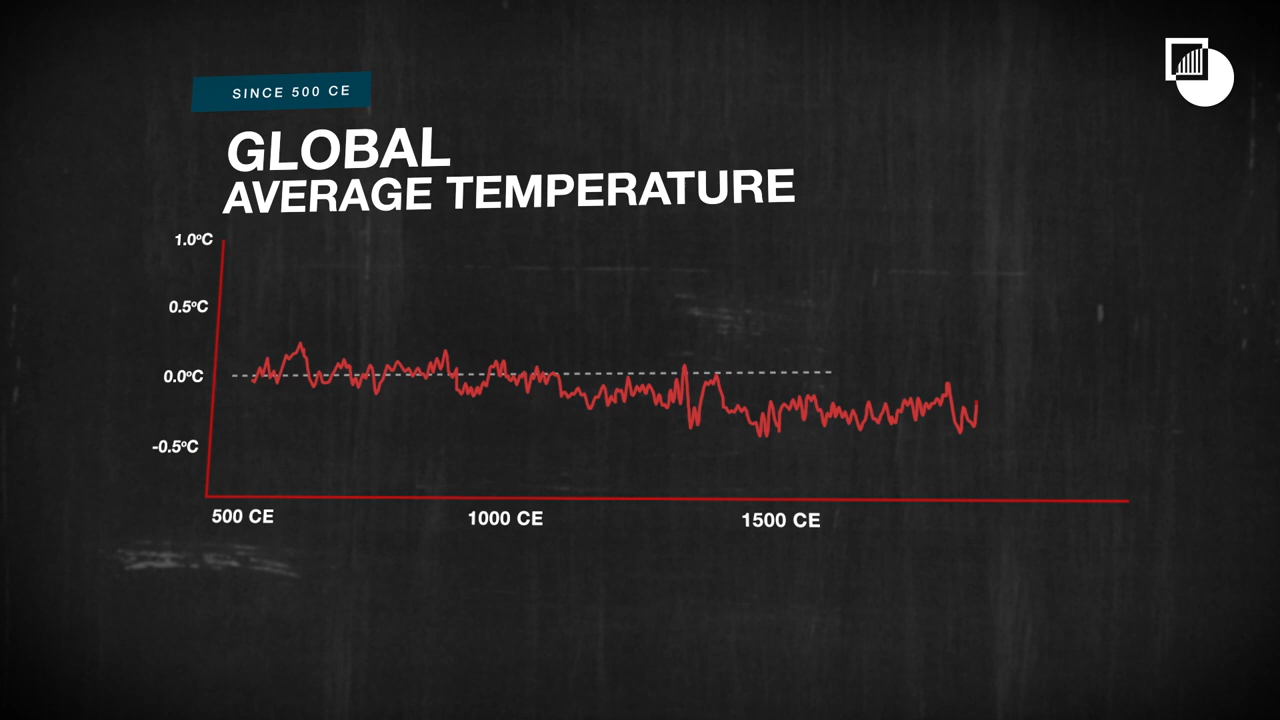 SINCE 500 CE
GLOBAL
AVERAGE TEMPERATURE
1.0ºC
0.5ºC
0.0ºC
-0.5ºC
500 CE
1000 CE
1500 CE